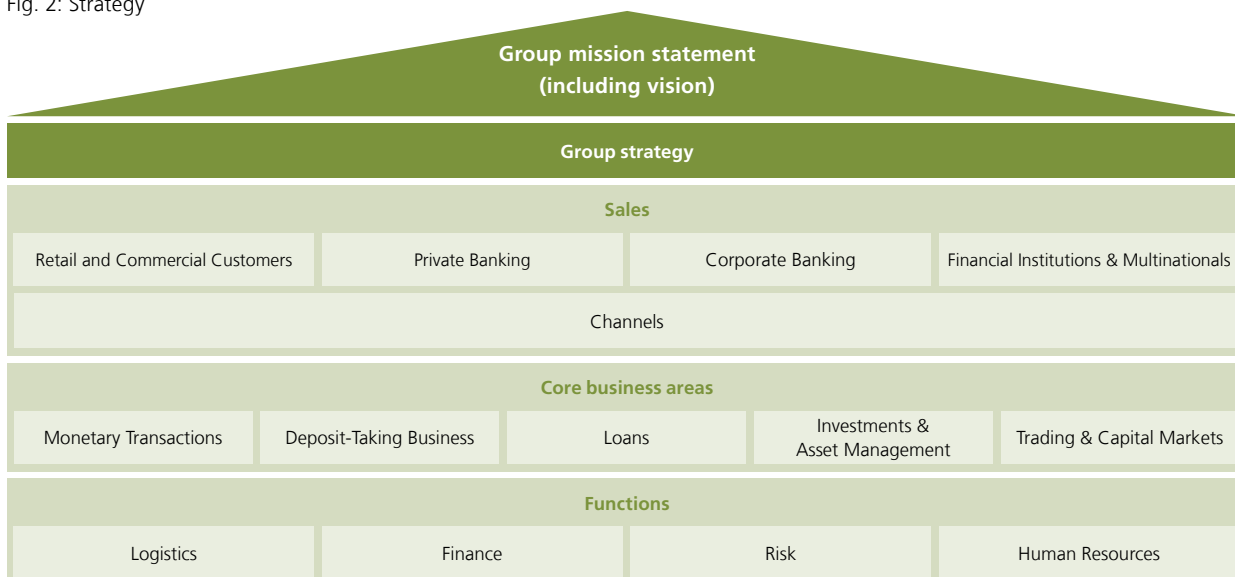 Fig. 2: Strategy
Group mission statement
(including vision)
Group strategy
Sales
Retail and Commercial Customers
Private Banking
Corporate Banking
Financial Institutions & Multinationals
Channels
Core business areas
Monetary Transactions
Deposit-Taking Business
Loans
Investments &
Asset Management
Trading & Capital Markets
Functions
Logistics
Finance
Risk
Human Resources